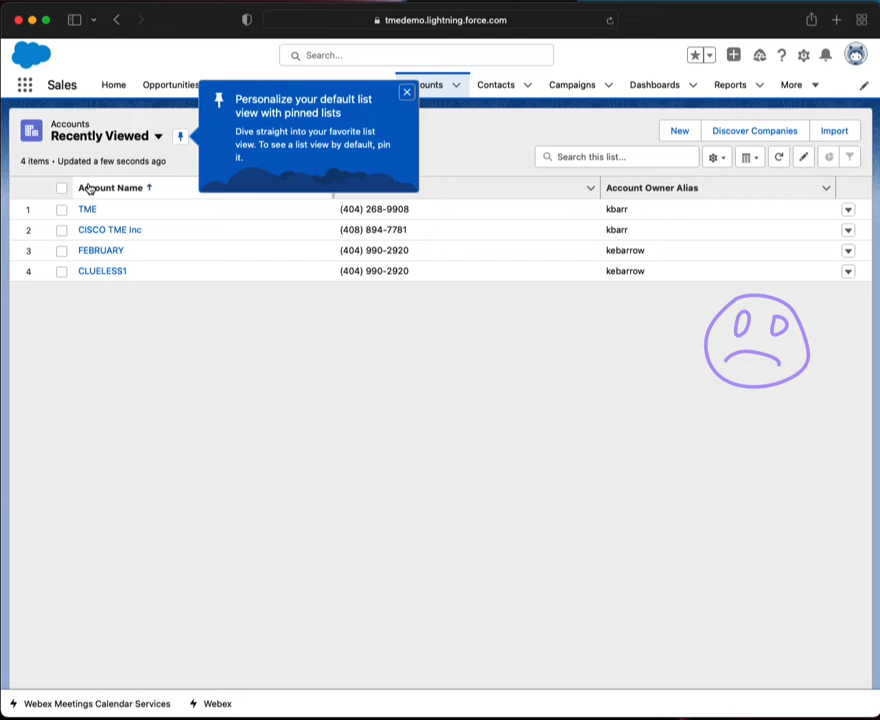 tmedemo.lightning.force.com
Search...
Sales
Home
Opportunities
ounts
Contacts
Campaigns
Dashboards
Reports
More
Accounts
Recently Viewed
Personalize your default list
view with pinned lists
Dive straight into your favorite list
view. To see a list view by default, pin
it.
New
Discover Companies
Import
4 items • Updated a few seconds ago
Search this list...
Account Name ↑
Account Owner Alias
1 TME (404) 268-9908 kbarr
2 CISCO TME Inc (408) 894-7781 kbarr
3 FEBRUARY (404) 990-2920 kebarrow
4 CLUELESS1 (404) 990-2920 kebarrow
Webex Meetings Calendar Services
Webex